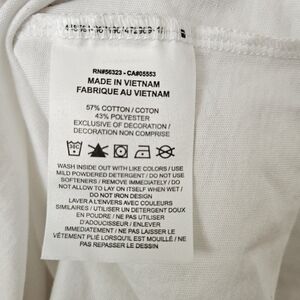 RN#56323 - CA#05553
MADE IN VIETNAM
FABRIQUE AU VIETNAM
57% COTTON / COTON
43% POLYESTER
EXCLUSIVE OF DECORATION /
DECORATION NON COMPRISE
WASH INSIDE OUT WITH LIKE COLORS / USE
MILD POWDERED DETERGENT / DO NOT USE
SOFTENERS / REMOVE IMMEDIATELY / DO
NOT ALLOW TO LAY ON ITSELF WHEN WET /
DO NOT IRON DESIGN
LAVER A L'ENVERS AVEC COULEURS
SIMILAIRES / UTILISER UN DETERGENT DOUX
EN POUDRE / NE PAS UTILISER
D'ADOUCISSEUR / ENLEVER
IMMEDIATEMENT / NE PAS LAISSER LE
VÊTEMENT PLIÉ LORSQU'IL EST MOUILLÉ / NE
PAS REPASSER LE DESSIN